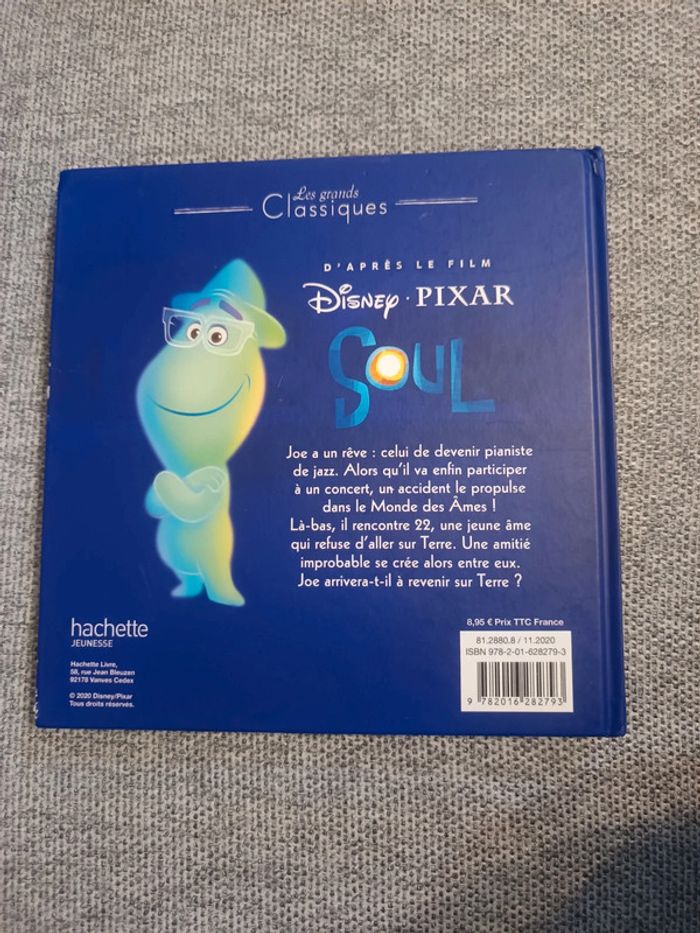 Les grands
Classiques
D'APRÈS LE FILM
Disney · PIXAR
SOUL
Joe a un rêve : celui de devenir pianiste
de jazz. Alors qu'il va enfin participer
à un concert, un accident le propulse
dans le Monde des Âmes !
Là-bas, il rencontre 22, une jeune âme
qui refuse d'aller sur Terre. Une amitié
improbable se crée alors entre eux.
Joe arrivera-t-il à revenir sur Terre ?
hachette
JEUNESSE
Hachette Livre,
58, rue Jean Bleuzen
92178 Vanves Cedex
© 2020 Disney/Pixar
Tous droits réservés.
8,95 € Prix TTC France
81.2880.8 / 11.2020
ISBN 978-2-01-628279-3
9 782016 282793